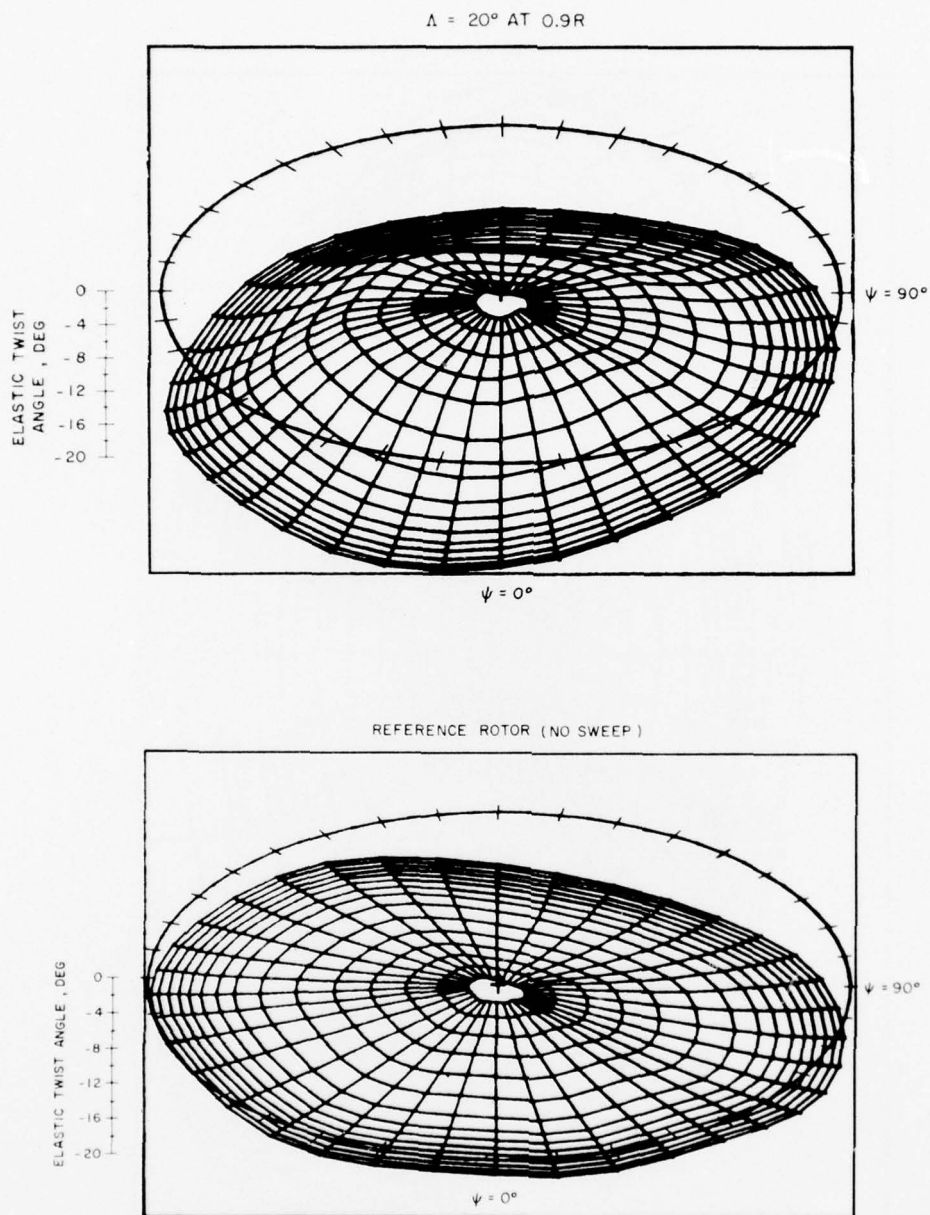 Λ = 20° AT 0.9R
ELASTIC TWIST
ANGLE , DEG
0
-4
-8
-12
-16
-20
ψ = 90°
ψ = 0°
REFERENCE ROTOR (NO SWEEP)
ELASTIC TWIST ANGLE , DEG
0
-4
-8
-12
-16
-20
ψ = 90°
ψ = 0°